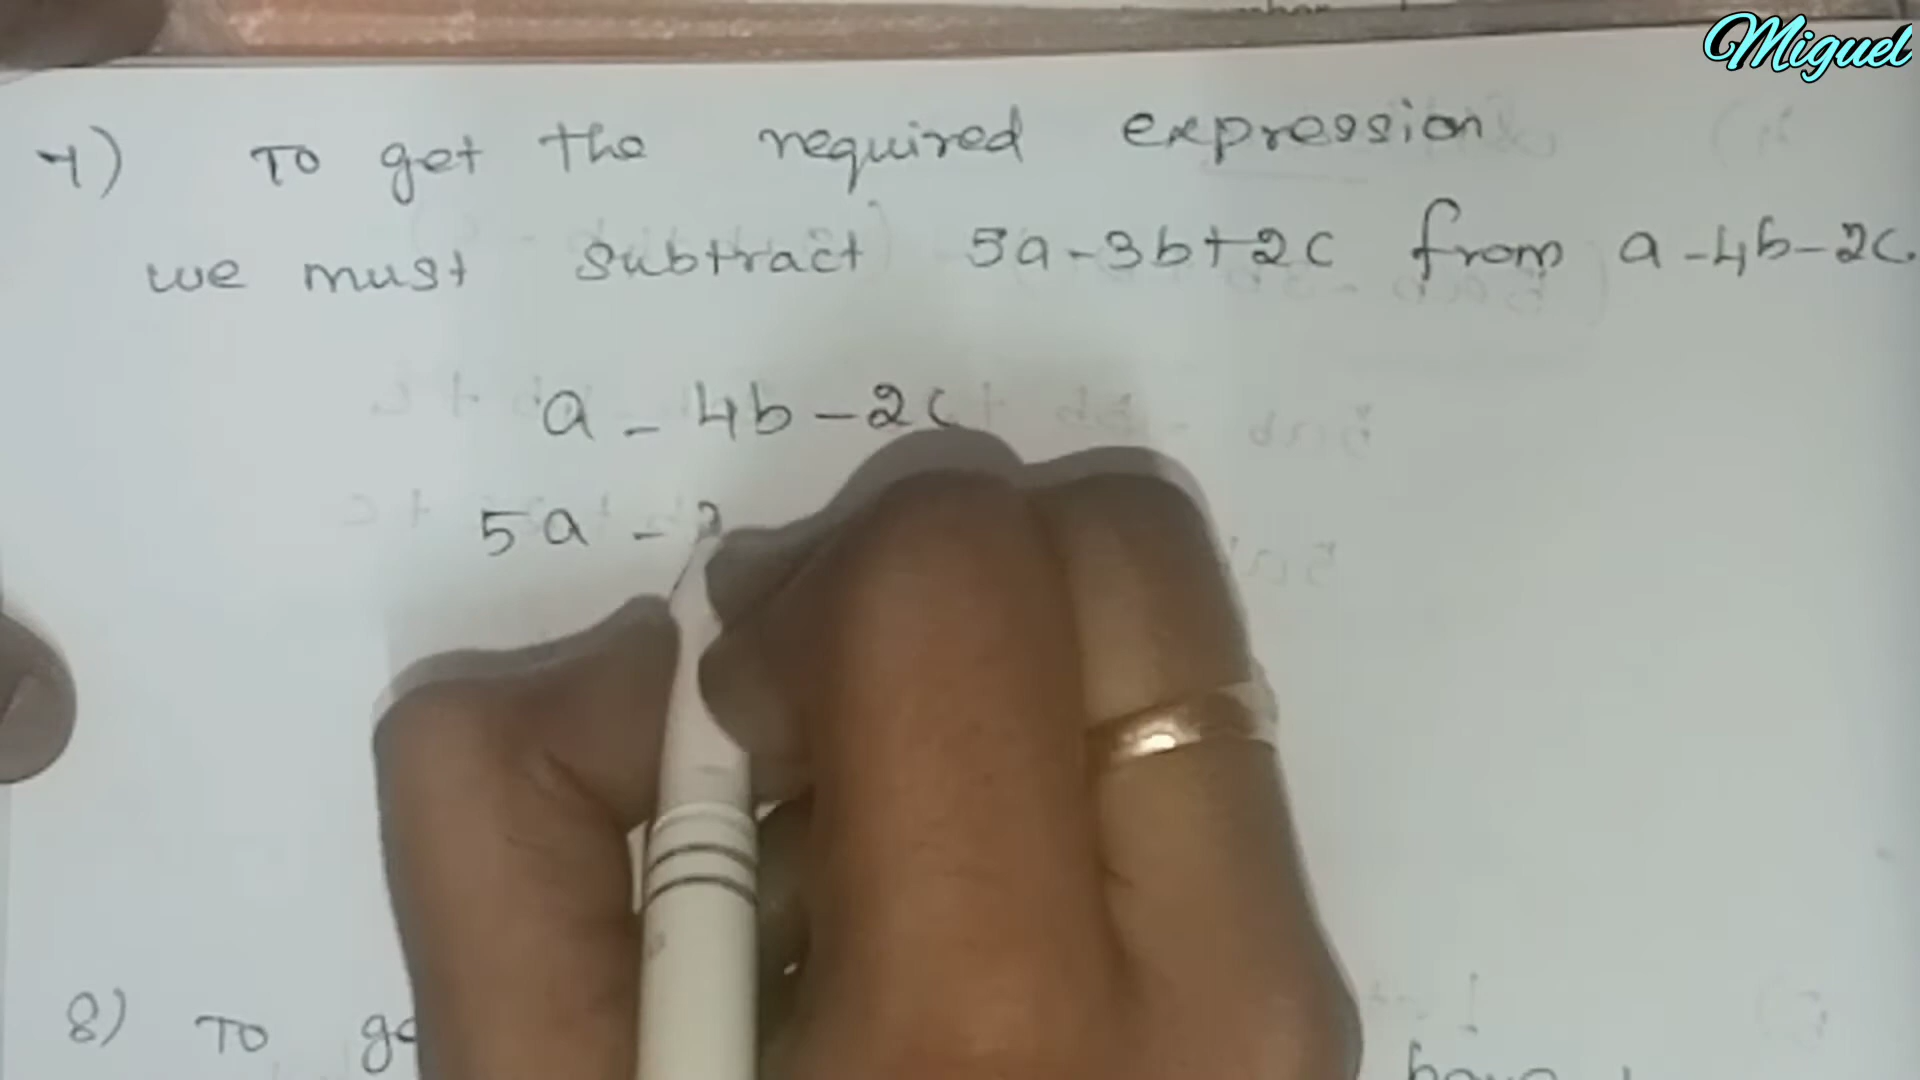 Miguel
7) To get the required expression
we must subtract 5a-3b+2c from a-4b-2c.
a - 4b - 2c
5a -
8) To